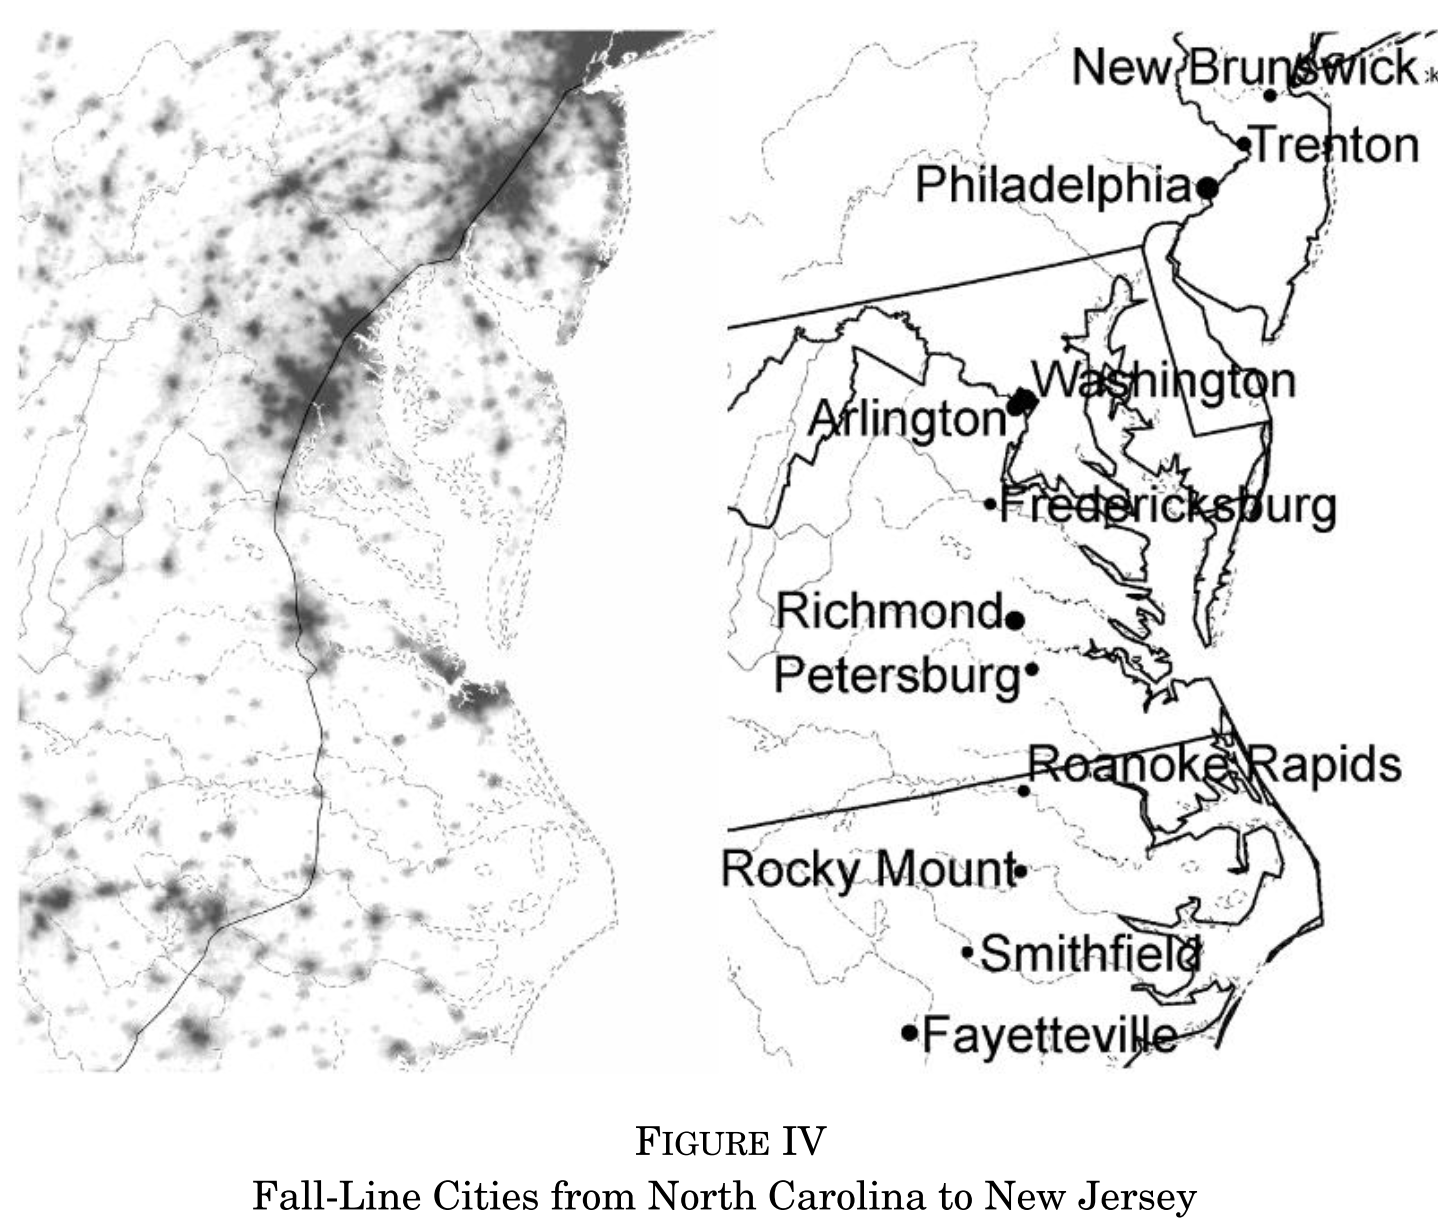 New Brunswick
Trenton
Philadelphia
Washington
Arlington
Fredericksburg
Richmond
Petersburg
Roanoke Rapids
Rocky Mount
Smithfield
Fayetteville
FIGURE IV
Fall-Line Cities from North Carolina to New Jersey